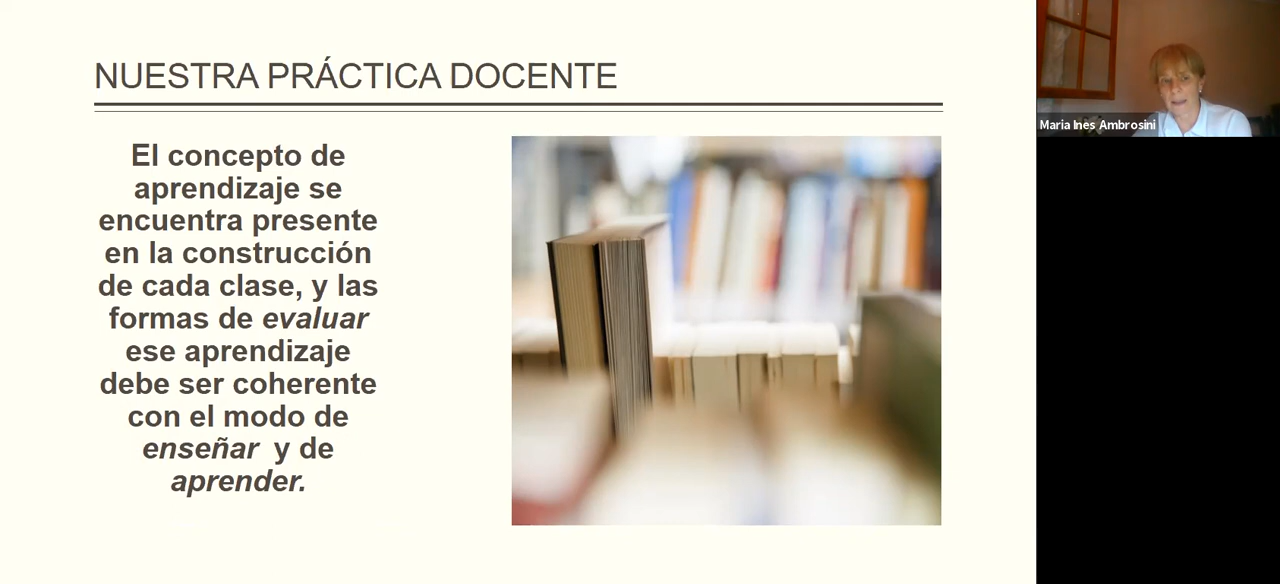 NUESTRA PRÁCTICA DOCENTE
El concepto de
aprendizaje se
encuentra presente
en la construcción
de cada clase, y las
formas de evaluar
ese aprendizaje
debe ser coherente
con el modo de
enseñar y de
aprender.
Maria Ines Ambrosini